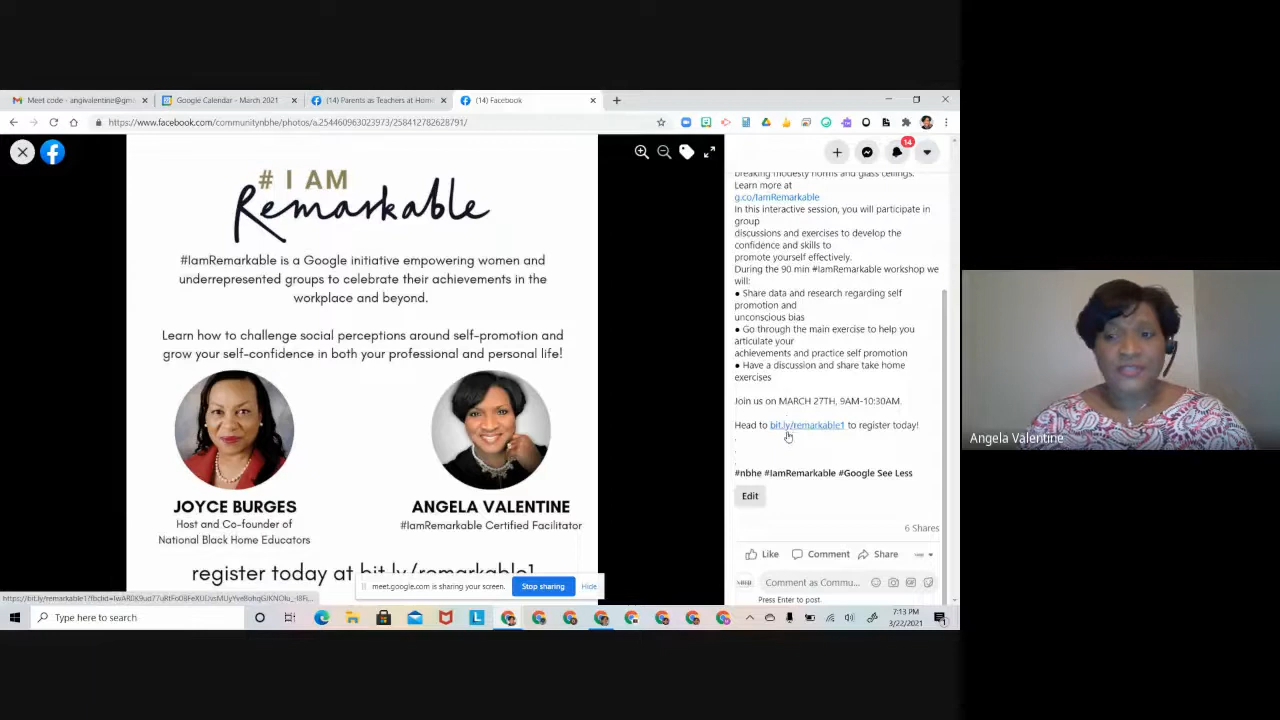 Meet code - angivalentine@gma
Google Calendar - March 2021
(14) Parents as Teachers at Hom
(14) Facebook
https://www.facebook.com/communitynbhe/photos/a.254460963023973/258412782628791/
# I AM
Remarkable
#IamRemarkable is a Google initiative empowering women and
underrepresented groups to celebrate their achievements in the
workplace and beyond.
Learn how to challenge social perceptions around self-promotion and
grow your self-confidence in both your professional and personal life!
JOYCE BURGES
Host and Co-founder of
National Black Home Educators
ANGELA VALENTINE
#IamRemarkable Certified Facilitator
register today at bit.ly/remarkable1
meet.google.com is sharing your screen.
Stop sharing
Hide
14
breaking modesty norms and glass ceilings.
Learn more at
g.co/IamRemarkable
In this interactive session, you will participate in
group
discussions and exercises to develop the
confidence and skills to
promote yourself effectively.
During the 90 min #IamRemarkable workshop we
will:
● Share data and research regarding self
promotion and
unconscious bias
● Go through the main exercise to help you
articulate your
achievements and practice self promotion
● Have a discussion and share take home
exercises
Join us on MARCH 27TH, 9AM-10:30AM.
Head to bit.ly/remarkable1 to register today!
.
.
.
#nbhe #IamRemarkable #Google See Less
Edit
6 Shares
Like
Comment
Share
Comment as Commu...
Press Enter to post.
Type here to search
7:13 PM
3/22/2021
Angela Valentine